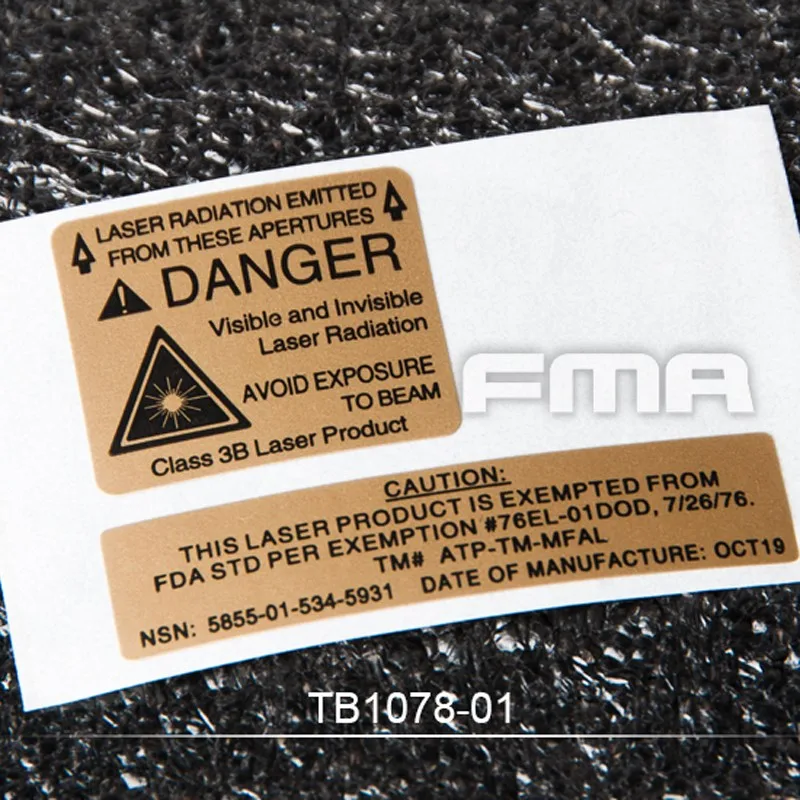 LASER RADIATION EMITTED
FROM THESE APERTURES
DANGER
Visible and Invisible
Laser Radiation
AVOID EXPOSURE
TO BEAM
Class 3B Laser Product
FMA
CAUTION:
THIS LASER PRODUCT IS EXEMPTED FROM
FDA STD PER EXEMPTION #76EL-01DOD, 7/26/76.
TM# ATP-TM-MFAL
NSN: 5855-01-534-5931 DATE OF MANUFACTURE: OCT19
TB1078-01